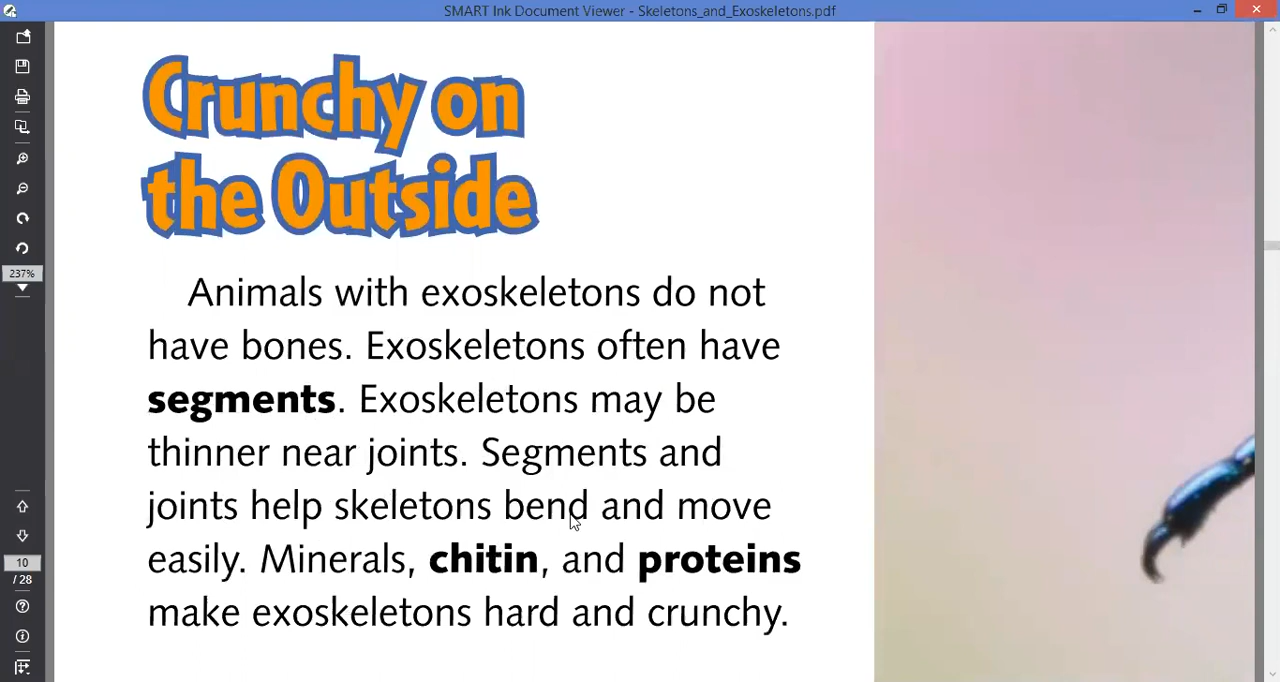 SMART Ink Document Viewer - Skeletons_and_Exoskeletons.pdf
Crunchy on
the Outside
Animals with exoskeletons do not
have bones. Exoskeletons often have
segments. Exoskeletons may be
thinner near joints. Segments and
joints help skeletons bend and move
easily. Minerals, chitin, and proteins
make exoskeletons hard and crunchy.
237%
10
/ 28